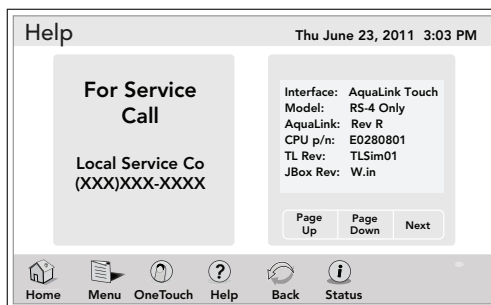 Help
Thu June 23, 2011 3:03 PM
For Service
Call
Local Service Co
(XXX)XXX-XXXX
Interface: AquaLink Touch
Model: RS-4 Only
AquaLink: Rev R
CPU p/n: E0280801
TL Rev: TLSim01
JBox Rev: W.in
Page Up
Page Down
Next
Home
Menu
OneTouch
Help
Back
Status